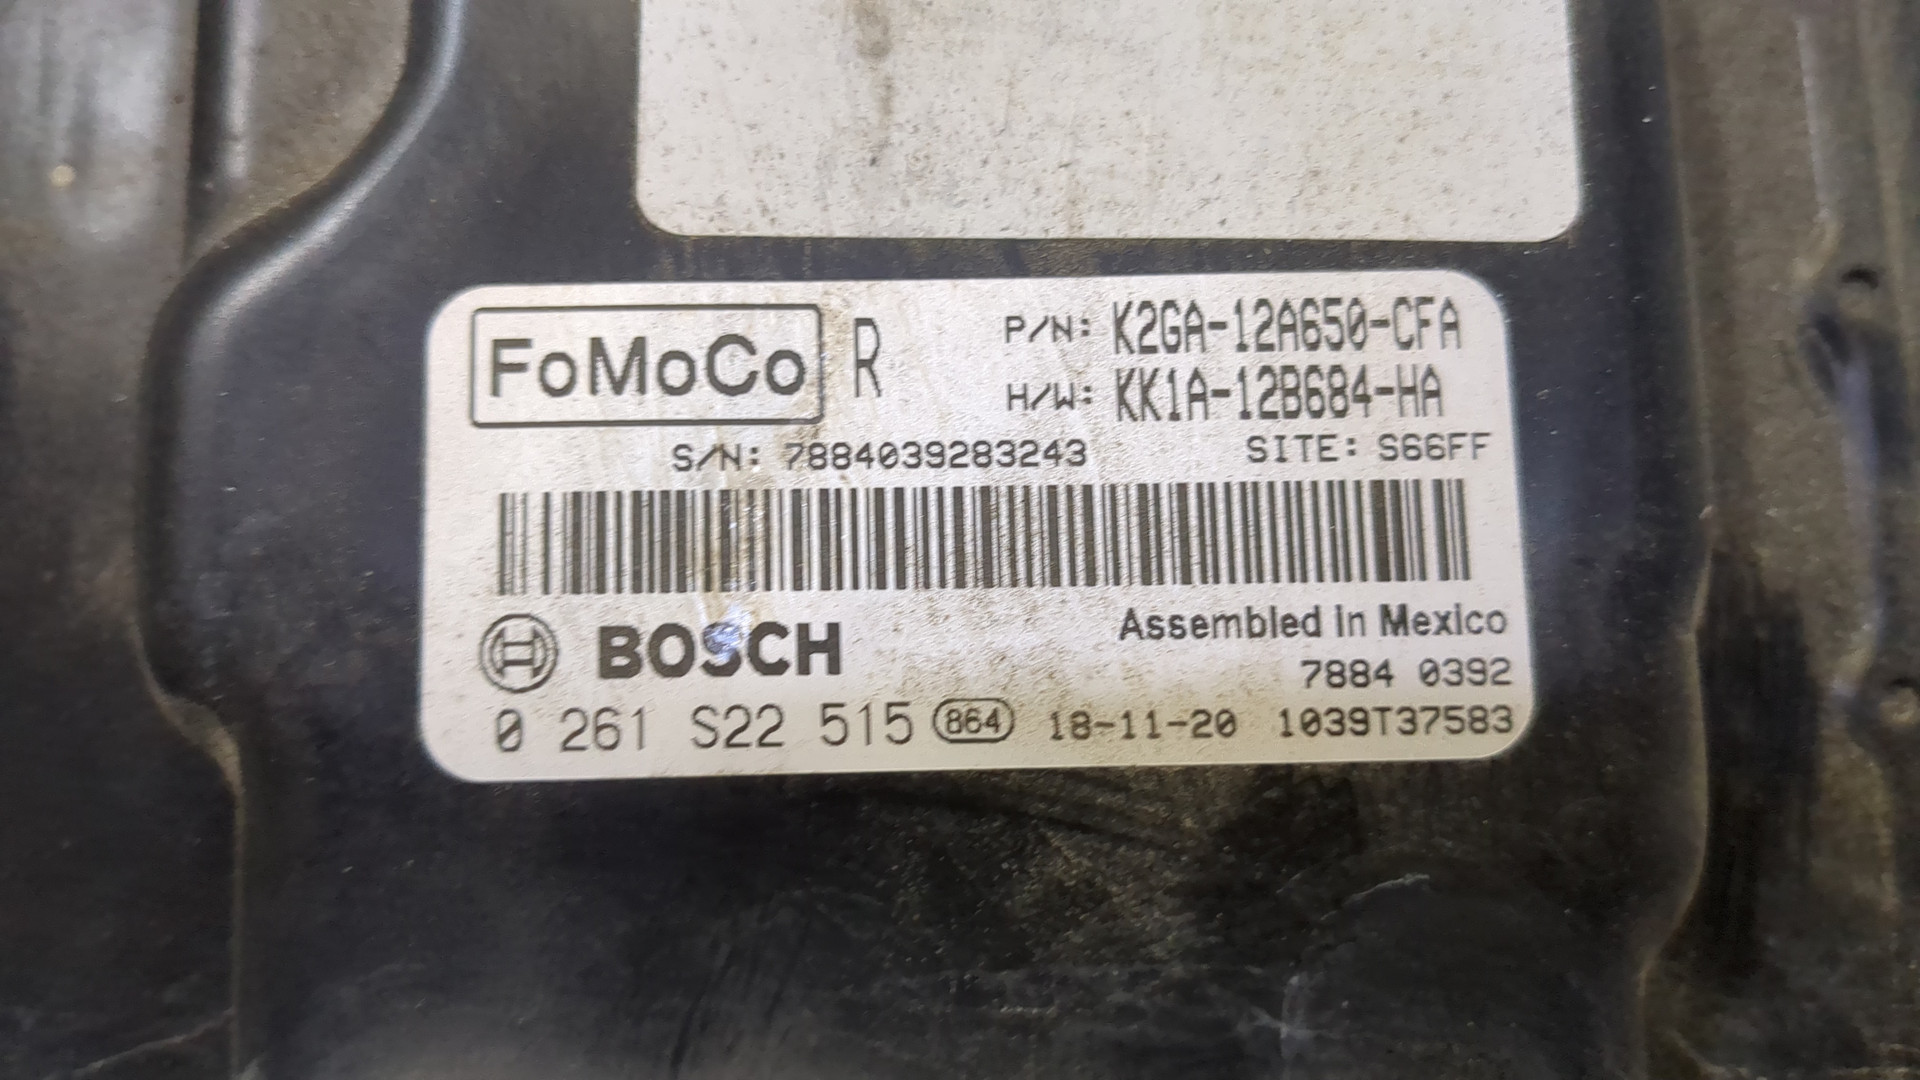 FoMoCo R P/N: K2GA-12A650-CFA
H/W: KK1A-12B684-HA
S/N: 7884039283243 SITE: S66FF
BOSCH Assembled in Mexico
7884 0392
0 261 S22 515 864 18-11-20 1039T37583